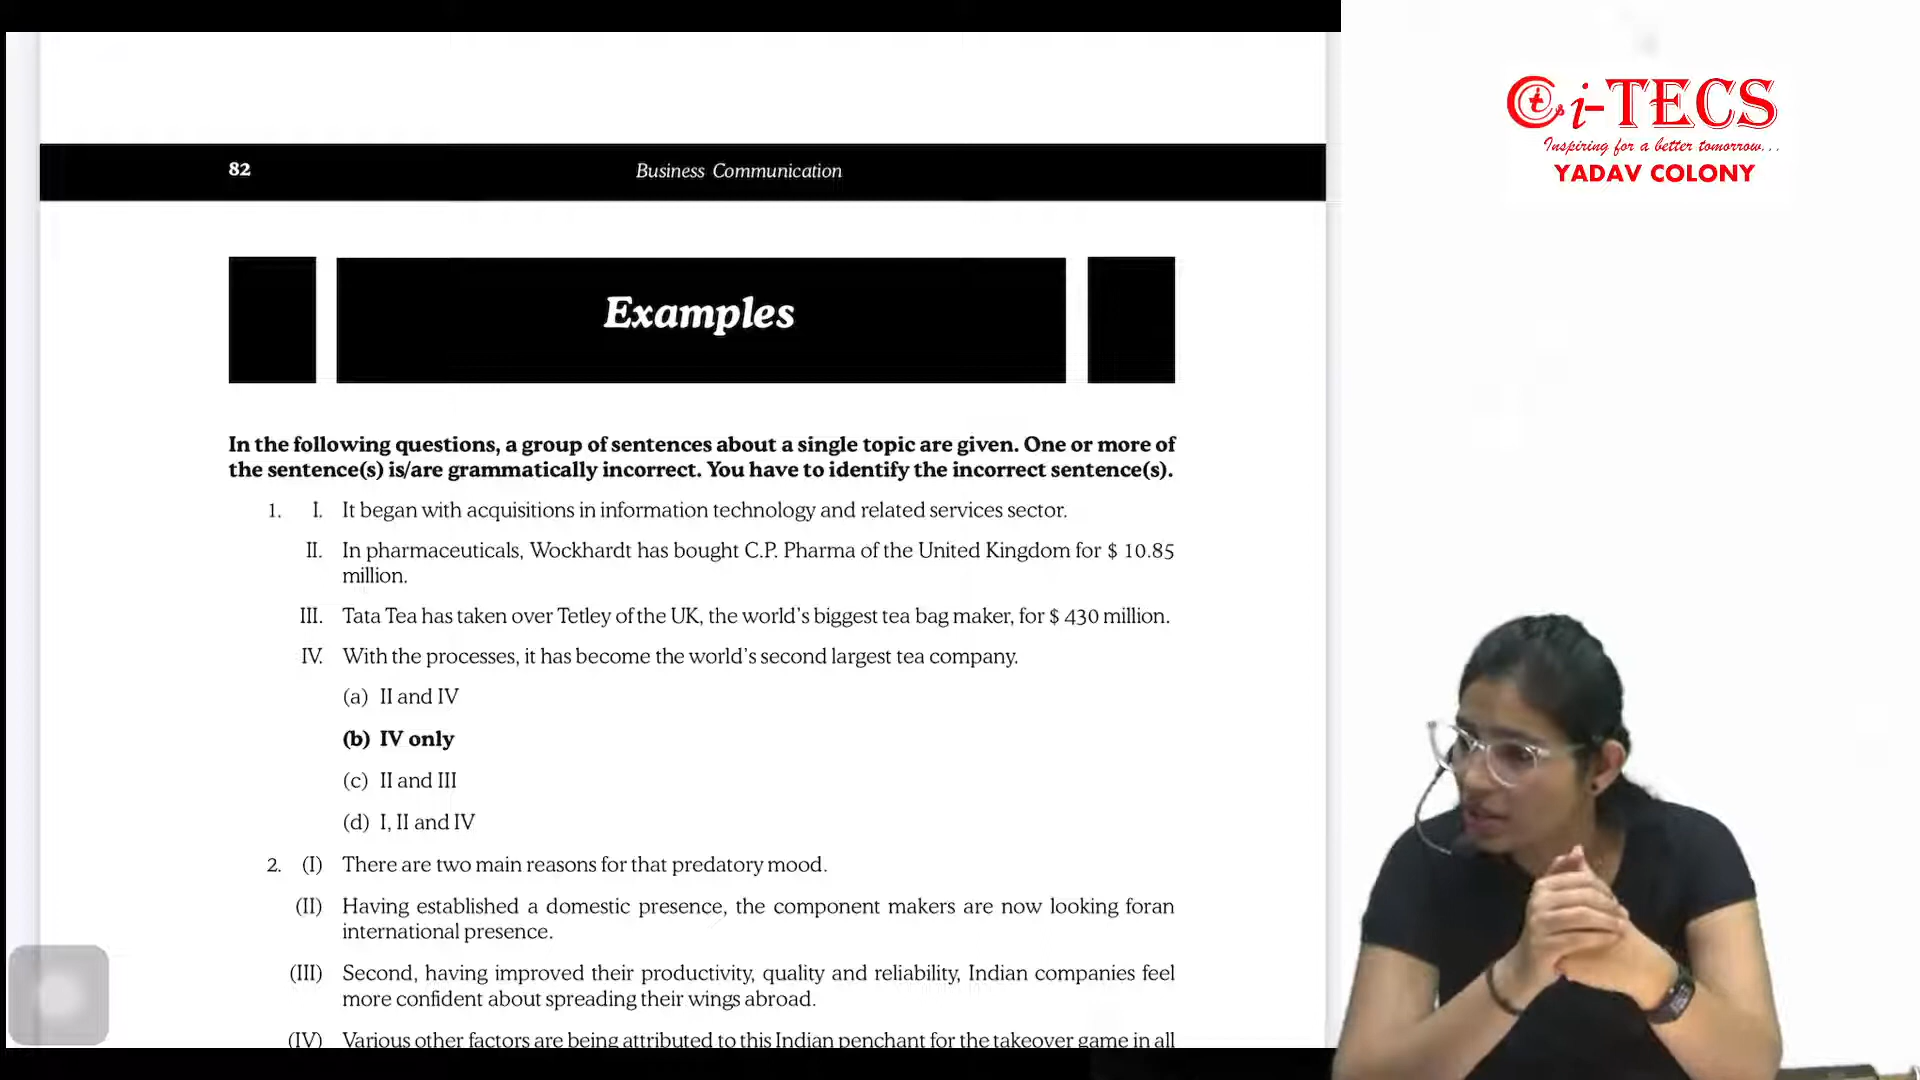 i-TECS
Inspiring for a better tomorrow...
YADAV COLONY
82
Business Communication
Examples
In the following questions, a group of sentences about a single topic are given. One or more of
the sentence(s) is/are grammatically incorrect. You have to identify the incorrect sentence(s).
1. I. It began with acquisitions in information technology and related services sector.
II. In pharmaceuticals, Wockhardt has bought C.P. Pharma of the United Kingdom for $ 10.85
million.
III. Tata Tea has taken over Tetley of the UK, the world's biggest tea bag maker, for $ 430 million.
IV. With the processes, it has become the world's second largest tea company.
(a) II and IV
(b) IV only
(c) II and III
(d) I, II and IV
2. (I) There are two main reasons for that predatory mood.
(II) Having established a domestic presence, the component makers are now looking foran
international presence.
(III) Second, having improved their productivity, quality and reliability, Indian companies feel
more confident about spreading their wings abroad.
(IV) Various other factors are being attributed to this Indian penchant for the takeover game in all